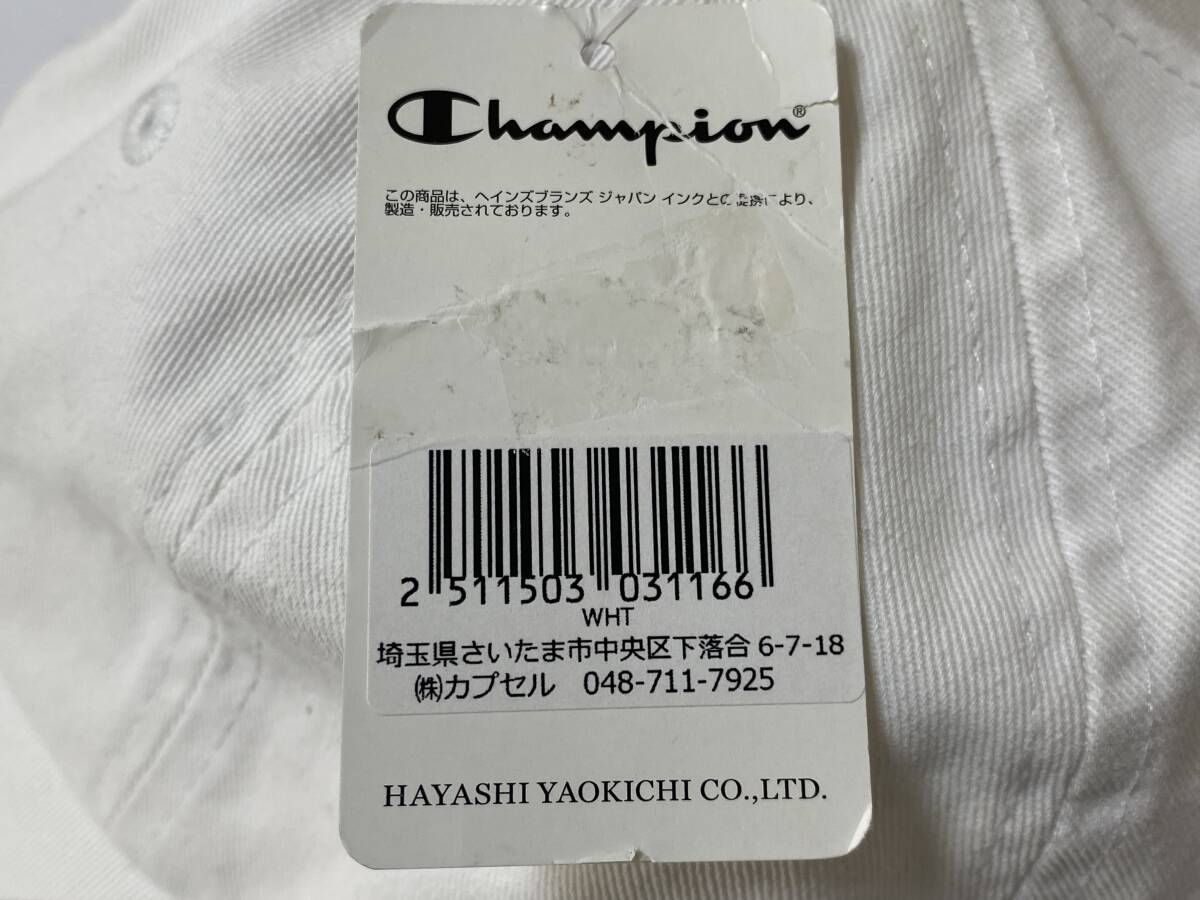 Champion®
この商品は、ヘインズブランズ ジャパン インクとの提携により、
製造・販売されております。
2 511503 031166
WHT
埼玉県さいたま市中央区下落合 6-7-18
㈱カプセル 048-711-7925
HAYASHI YAOKICHI CO.,LTD.